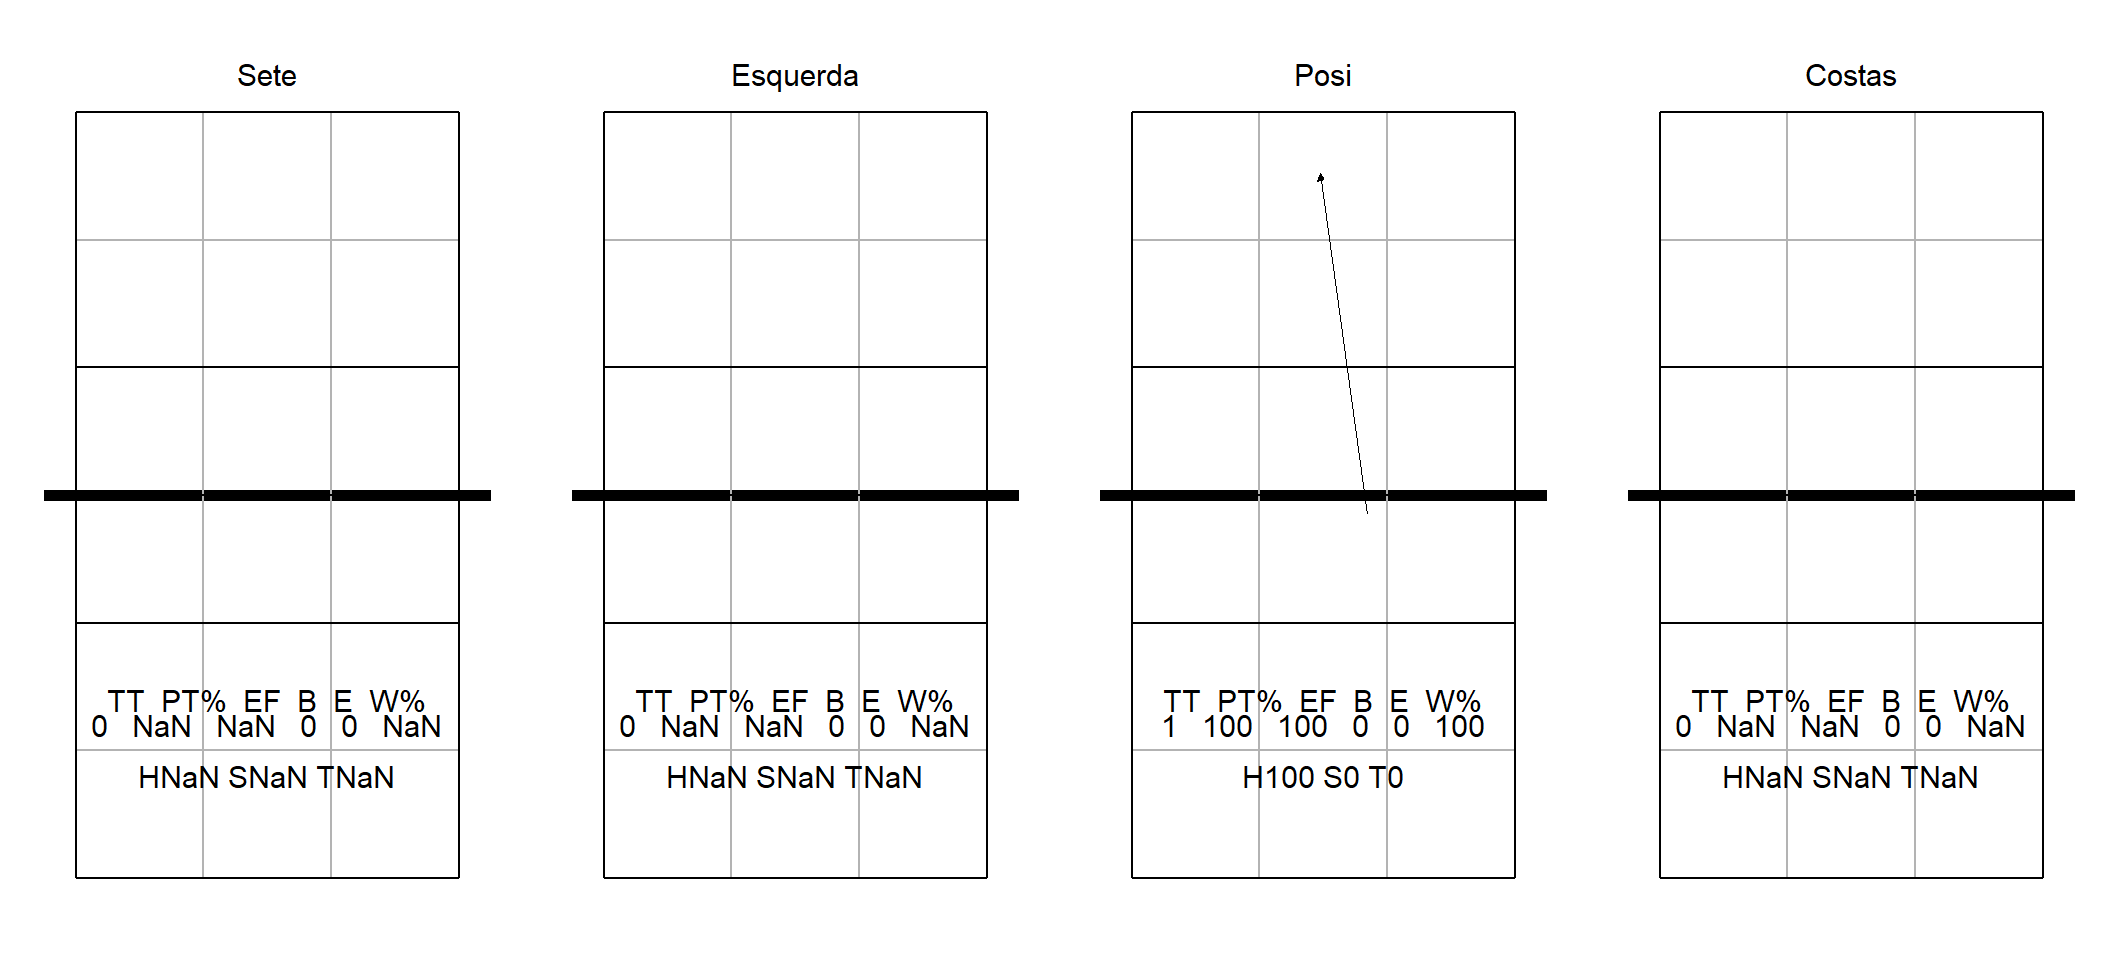 Sete
TT PT% EF B E W%
0 NaN NaN 0 0 NaN
HNaN SNaN TNaN
Esquerda
TT PT% EF B E W%
0 NaN NaN 0 0 NaN
HNaN SNaN TNaN
Posi
TT PT% EF B E W%
1 100 100 0 0 100
H100 S0 T0
Costas
TT PT% EF B E W%
0 NaN NaN 0 0 NaN
HNaN SNaN TNaN